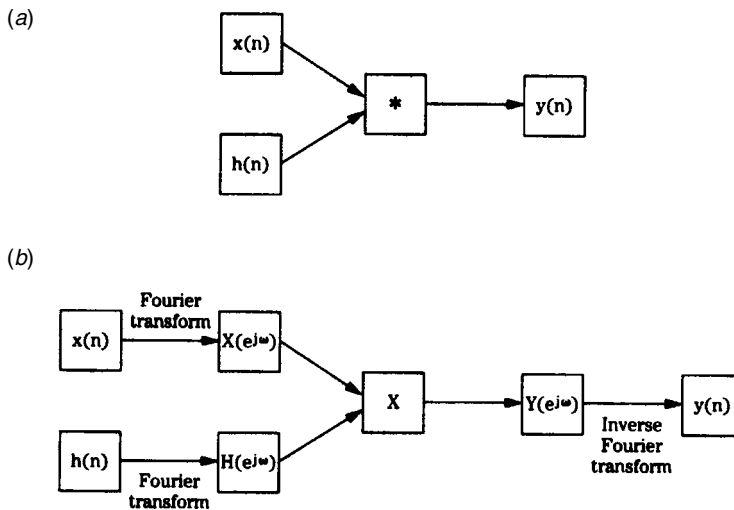 (a)
x(n)
*
y(n)
h(n)
(b)
Fourier
transform
x(n)
X(e^jω)
X
Y(e^jω)
y(n)
Inverse
Fourier
transform
h(n)
H(e^jω)
Fourier
transform